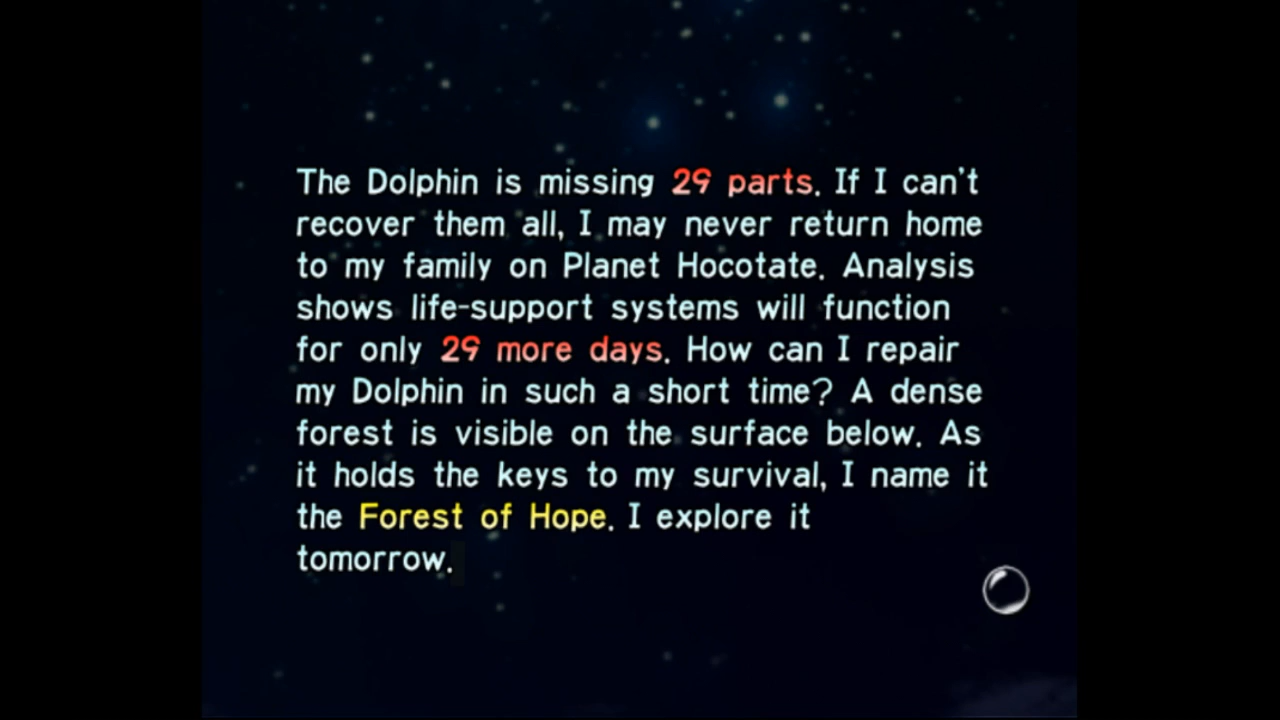 The Dolphin is missing 29 parts. If I can't
recover them all, I may never return home
to my family on Planet Hocotate. Analysis
shows life-support systems will function
for only 29 more days. How can I repair
my Dolphin in such a short time? A dense
forest is visible on the surface below. As
it holds the keys to my survival, I name it
the Forest of Hope. I explore it
tomorrow.